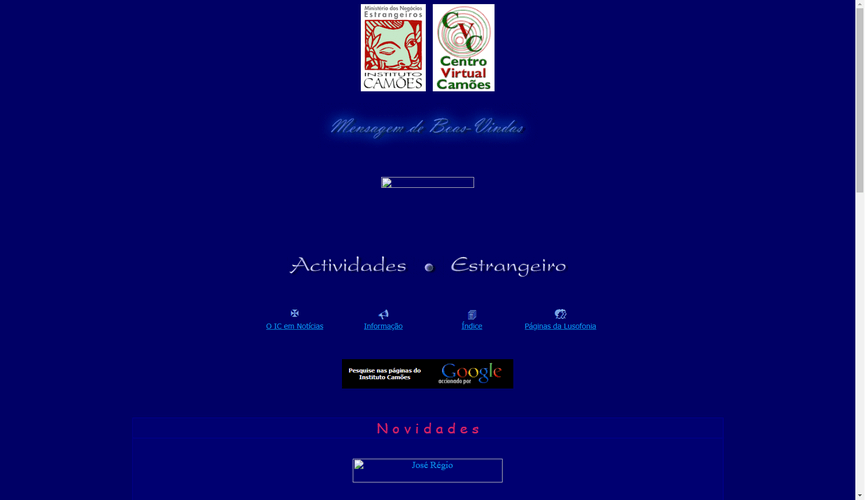 Ministério dos Negócios
Estrangeiros
INSTITUTO
CAMÕES
CVC
Centro
Virtual
Camões
Mensagem de Boas-Vindas
Actividades Estrangeiro
O IC em Notícias Informação Índice Páginas da Lusofonia
Pesquise nas páginas do
Instituto Camões
Google
accionado por
Novidades
José Régio